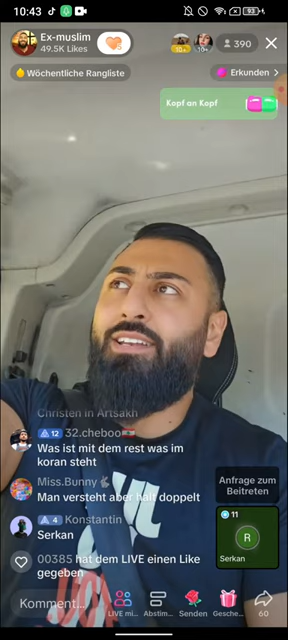 10:43
93
Ex-muslim
49.5K Likes
10+
10+
390
Wöchentliche Rangliste
Erkunden >
Kopf an Kopf
Christen in Artsakh
12 32.cheboo
Was ist mit dem rest was im
koran steht
Miss.Bunny
Man versteht aber halt doppelt
4 Konstantin
Serkan
00385 hat dem LIVE einen Like
gegeben
Anfrage zum
Beitreten
11
R
Serkan
Komment...
LIVE mi...
Abstim...
Senden
Gesche...
60